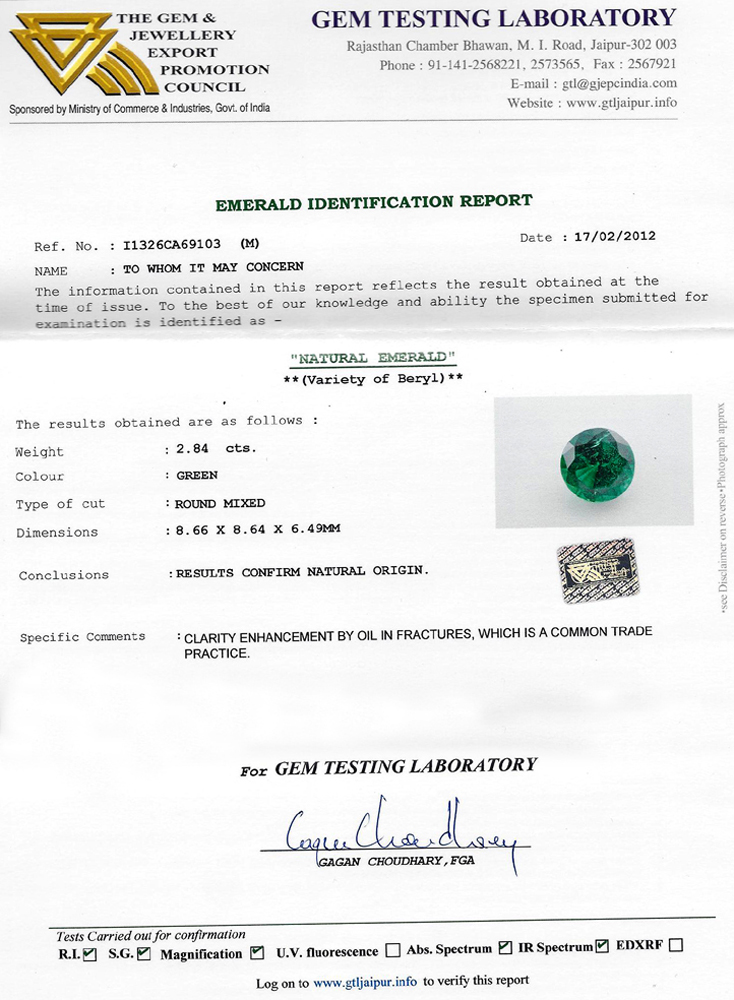 THE GEM &
JEWELLERY
EXPORT
PROMOTION
COUNCIL
Sponsored by Ministry of Commerce & Industries, Govt. of India
GEM TESTING LABORATORY
Rajasthan Chamber Bhawan, M. I. Road, Jaipur-302 003
Phone : 91-141-2568221, 2573565, Fax : 2567921
E-mail : gtl@gjepcindia.com
Website : www.gtljaipur.info
EMERALD IDENTIFICATION REPORT
Ref. No. : I1326CA69103 (M)
Date : 17/02/2012
NAME : TO WHOM IT MAY CONCERN
The information contained in this report reflects the result obtained at the
time of issue. To the best of our knowledge and ability the specimen submitted for
examination is identified as -
"NATURAL EMERALD"
**(Variety of Beryl)**
The results obtained are as follows :
Weight : 2.84 cts.
Colour : GREEN
Type of cut : ROUND MIXED
Dimensions : 8.66 X 8.64 X 6.49MM
Conclusions : RESULTS CONFIRM NATURAL ORIGIN.
Specific Comments : CLARITY ENHANCEMENT BY OIL IN FRACTURES, WHICH IS A COMMON TRADE
PRACTICE.
•see Disclaimer on reverse•Photograph approx
For GEM TESTING LABORATORY
Gagan Choudhary
GAGAN CHOUDHARY, FGA
Tests Carried out for confirmation
R.I. S.G. Magnification U.V. fluorescence Abs. Spectrum IR Spectrum EDXRF
Log on to www.gtljaipur.info to verify this report